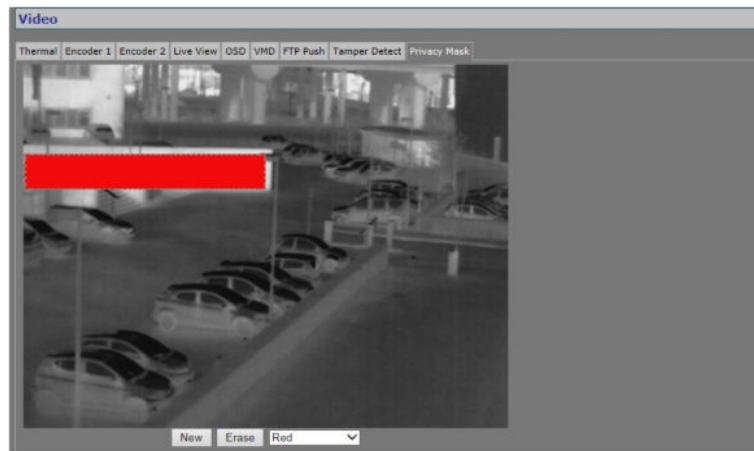 Video
Thermal Encoder 1 Encoder 2 Live View OSD VMD FTP Push Tamper Detect Privacy Mask
New Erase Red